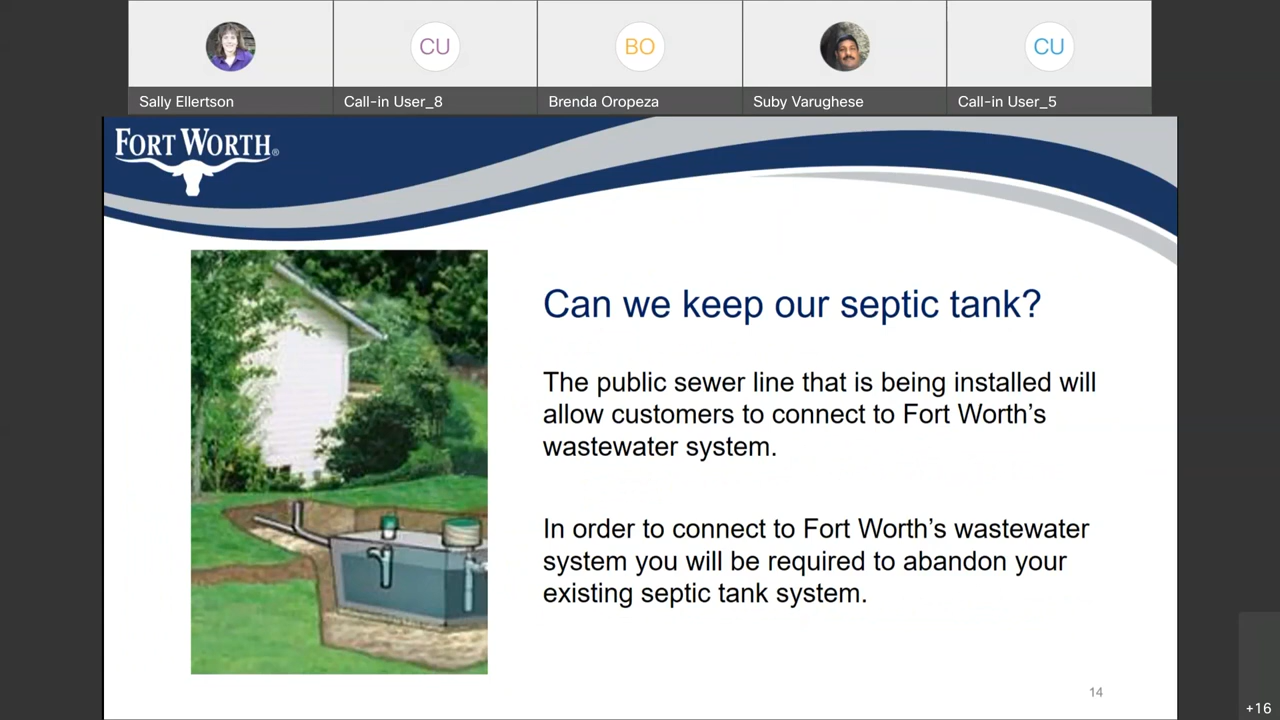 CU
BO
CU
Sally Ellertson
Call-in User_8
Brenda Oropeza
Suby Varughese
Call-in User_5
FORT WORTH®
Can we keep our septic tank?
The public sewer line that is being installed will
allow customers to connect to Fort Worth's
wastewater system.
In order to connect to Fort Worth's wastewater
system you will be required to abandon your
existing septic tank system.
14
+16